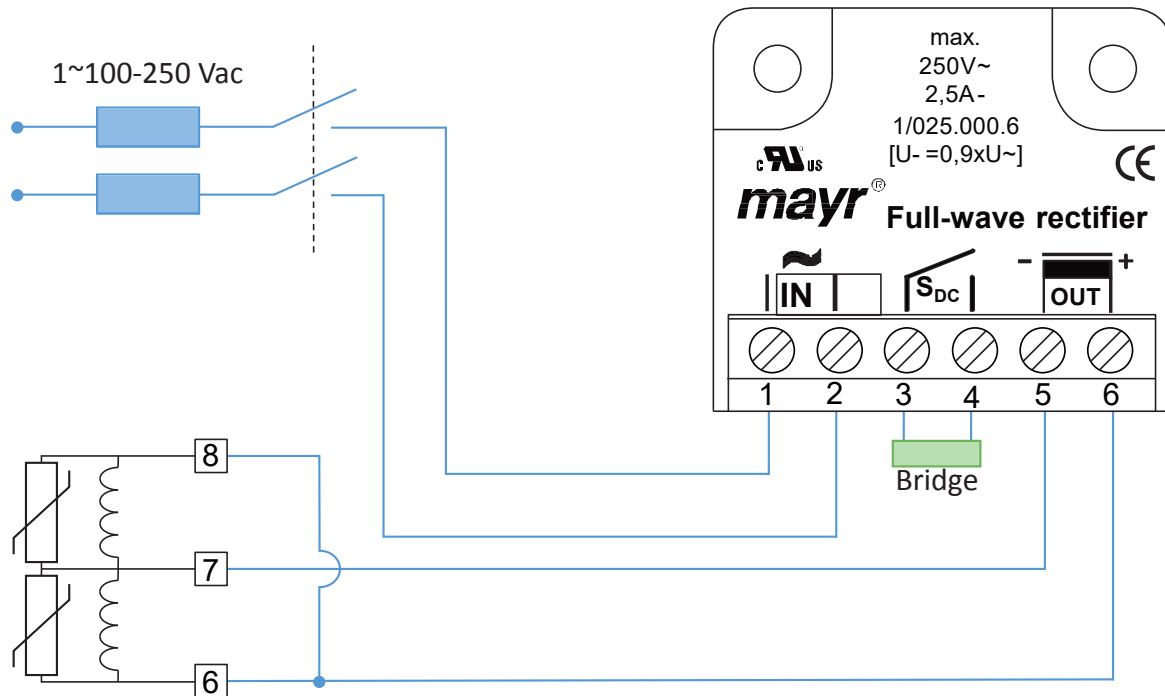 1~100-250 Vac
max.
250V~
2,5A-
1/025.000.6
[U- =0,9xU~]
c RU US
CE
mayr®
Full-wave rectifier
~
- +
IN
SDC
OUT
1 2 3 4 5 6
Bridge
8
7
6